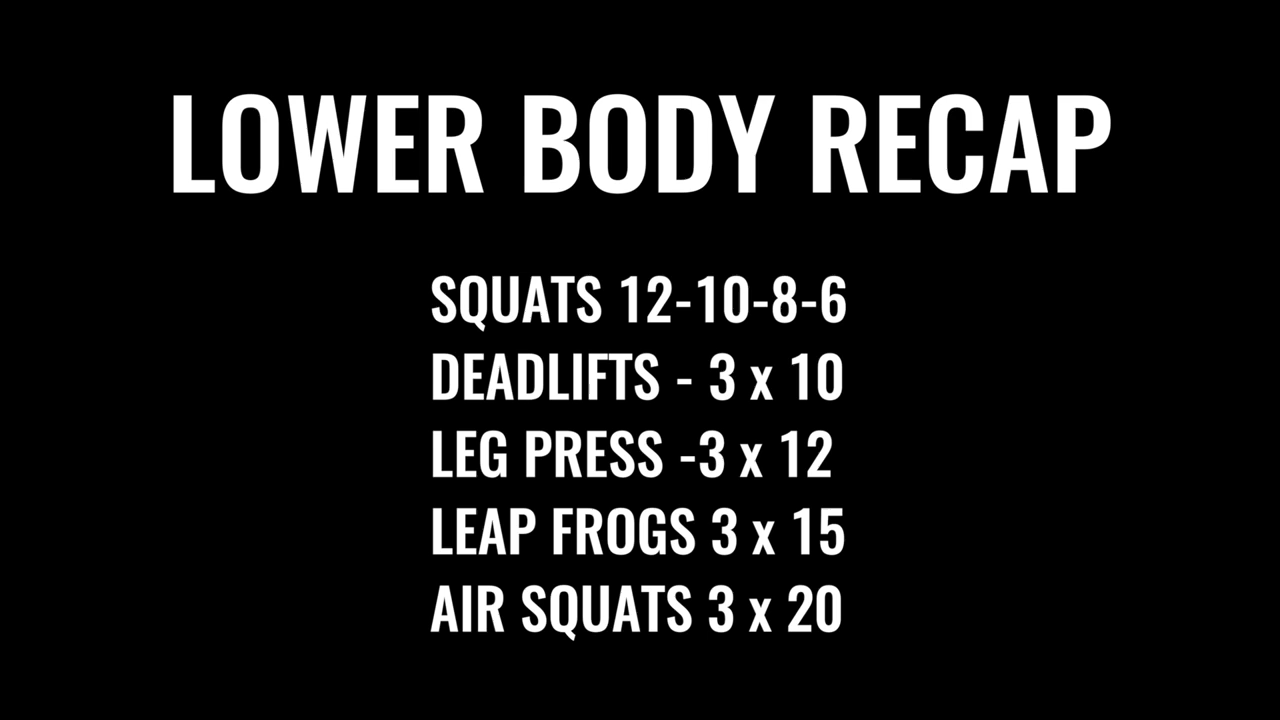 LOWER BODY RECAP
SQUATS 12-10-8-6
DEADLIFTS - 3 x 10
LEG PRESS -3 x 12
LEAP FROGS 3 x 15
AIR SQUATS 3 x 20